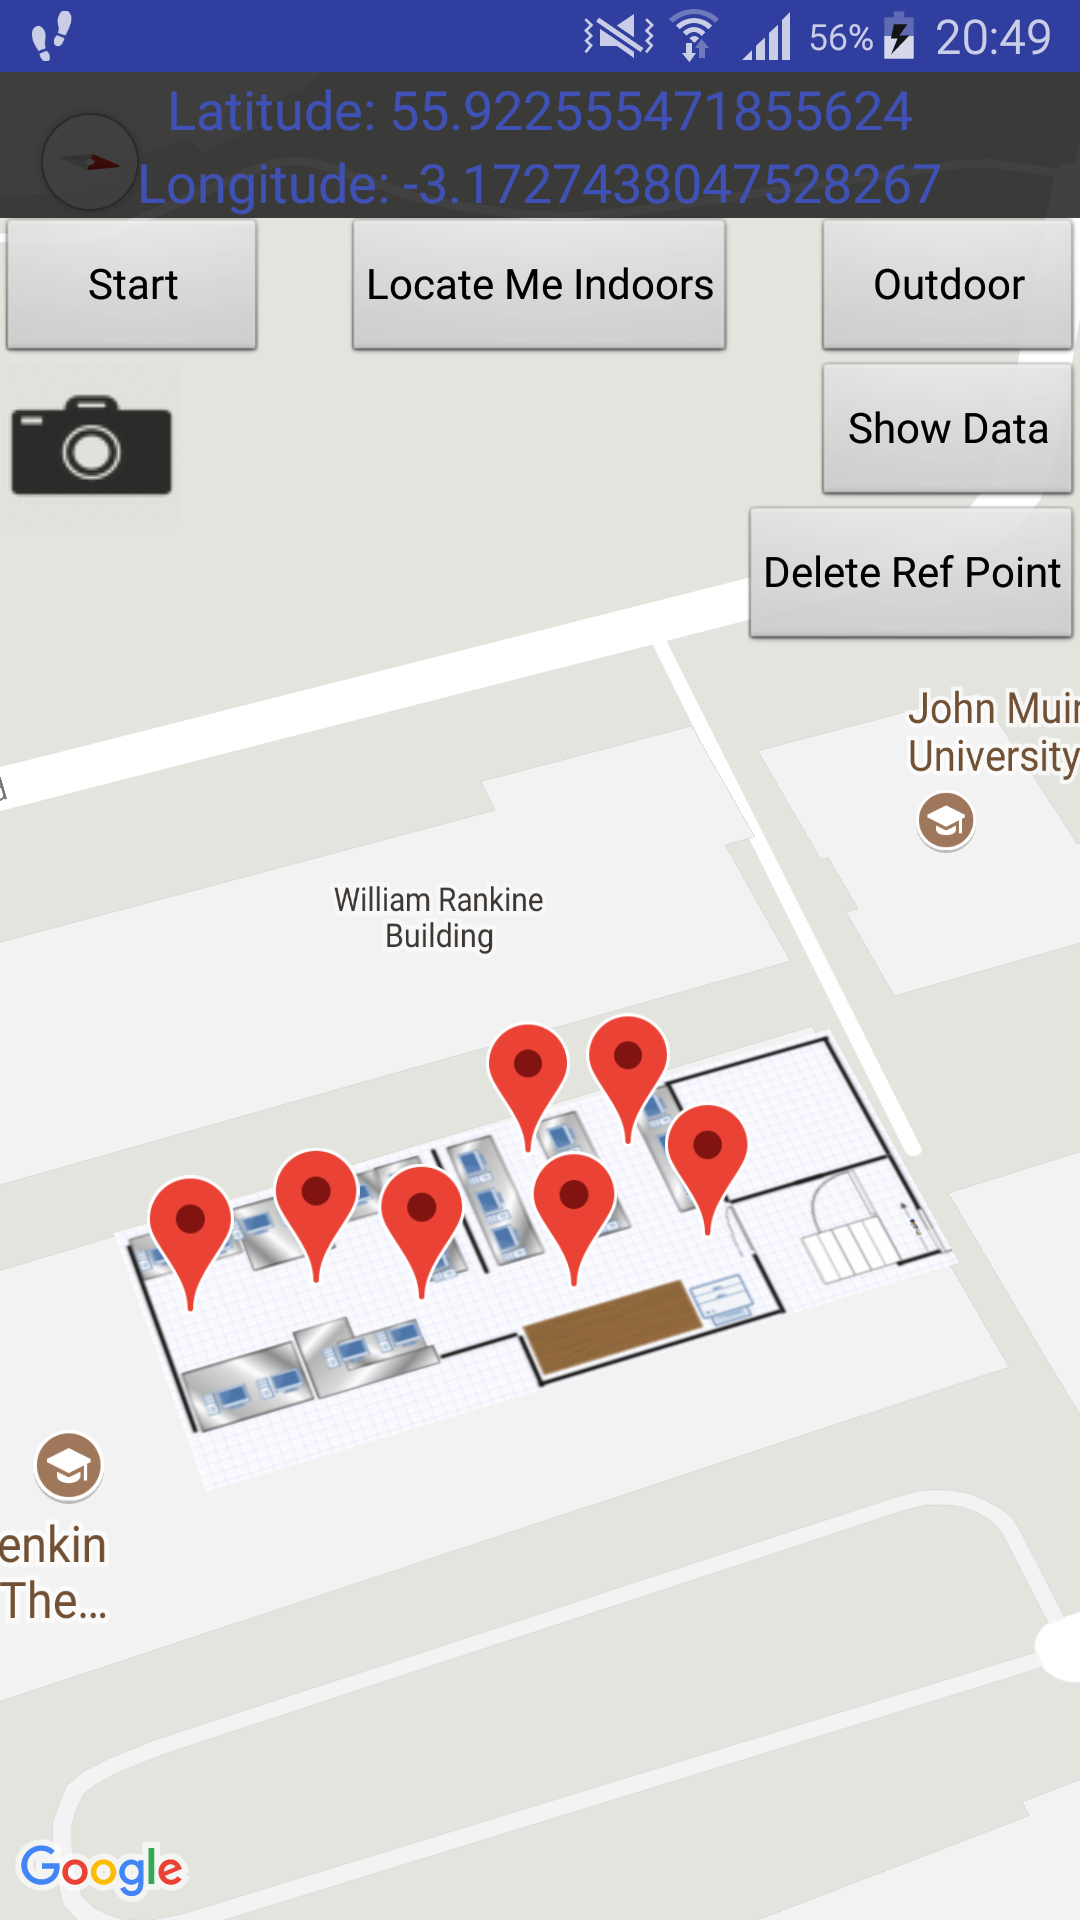 56% 20:49
Latitude: 55.9225555471855624
Longitude: -3.1727438047528267
Start
Locate Me Indoors
Outdoor
Show Data
Delete Ref Point
John Muir
University
d
William Rankine
Building
enkin
The...
Google